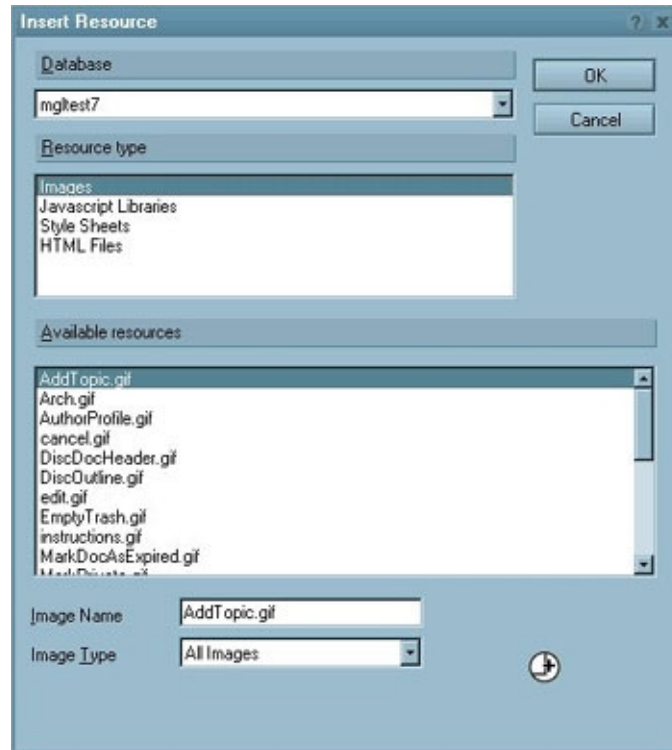 Insert Resource
Database
OK
mgltest7
Cancel
Resource type
Images
Javascript Libraries
Style Sheets
HTML Files
Available resources
AddTopic.gif
Arch.gif
AuthorProfile.gif
cancel.gif
DiscDocHeader.gif
DiscOutline.gif
edit.gif
EmptyTrash.gif
instructions.gif
MarkDocAsExpired.gif
MarkPrivate.gif
Image Name AddTopic.gif
Image Type All Images